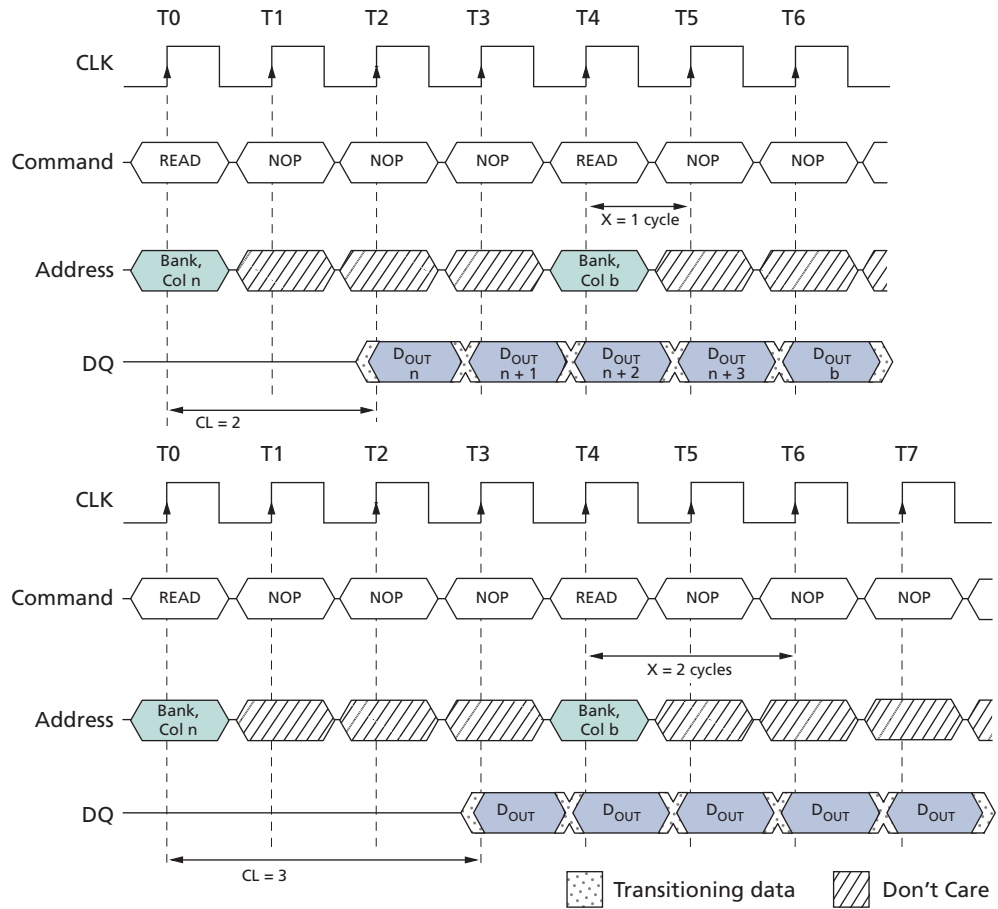 T0 T1 T2 T3 T4 T5 T6
CLK
Command READ NOP NOP NOP READ NOP NOP
X = 1 cycle
Address Bank, Col n Bank, Col b
DQ DOUT n DOUT n + 1 DOUT n + 2 DOUT n + 3 DOUT b
CL = 2
T0 T1 T2 T3 T4 T5 T6 T7
CLK
Command READ NOP NOP NOP READ NOP NOP NOP
X = 2 cycles
Address Bank, Col n Bank, Col b
DQ DOUT DOUT DOUT DOUT DOUT
CL = 3
Transitioning data Don't Care